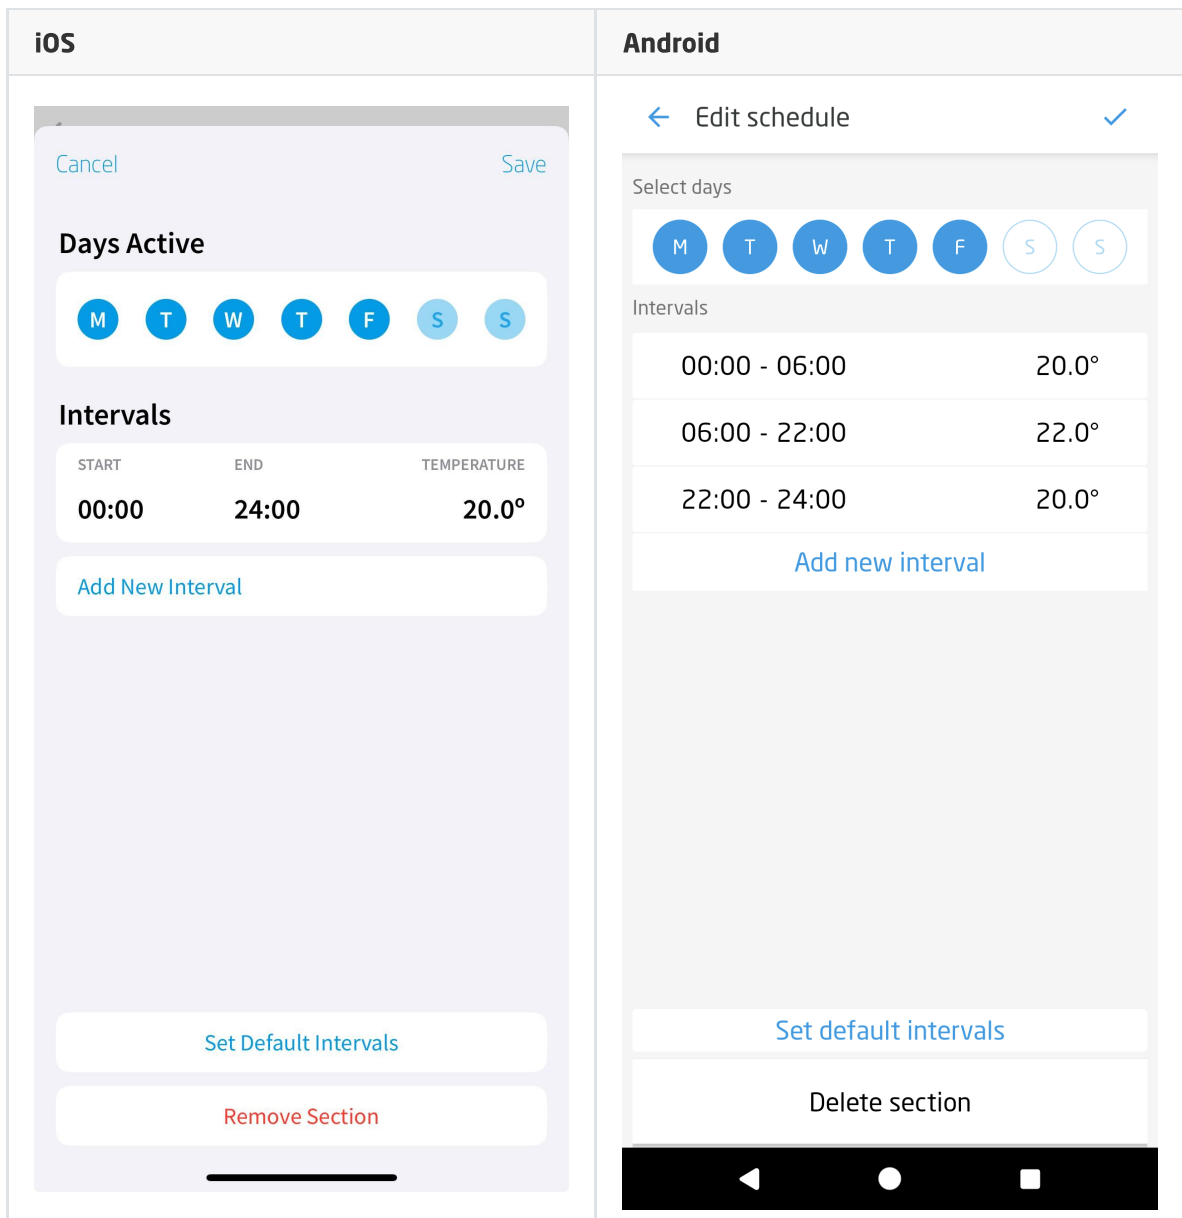 iOS
Cancel Save
Days Active
M T W T F S S
Intervals
START END TEMPERATURE
00:00 24:00 20.0º
Add New Interval
Set Default Intervals
Remove Section
Android
Edit schedule
Select days
M T W T F S S
Intervals
00:00 - 06:00 20.0°
06:00 - 22:00 22.0°
22:00 - 24:00 20.0°
Add new interval
Set default intervals
Delete section